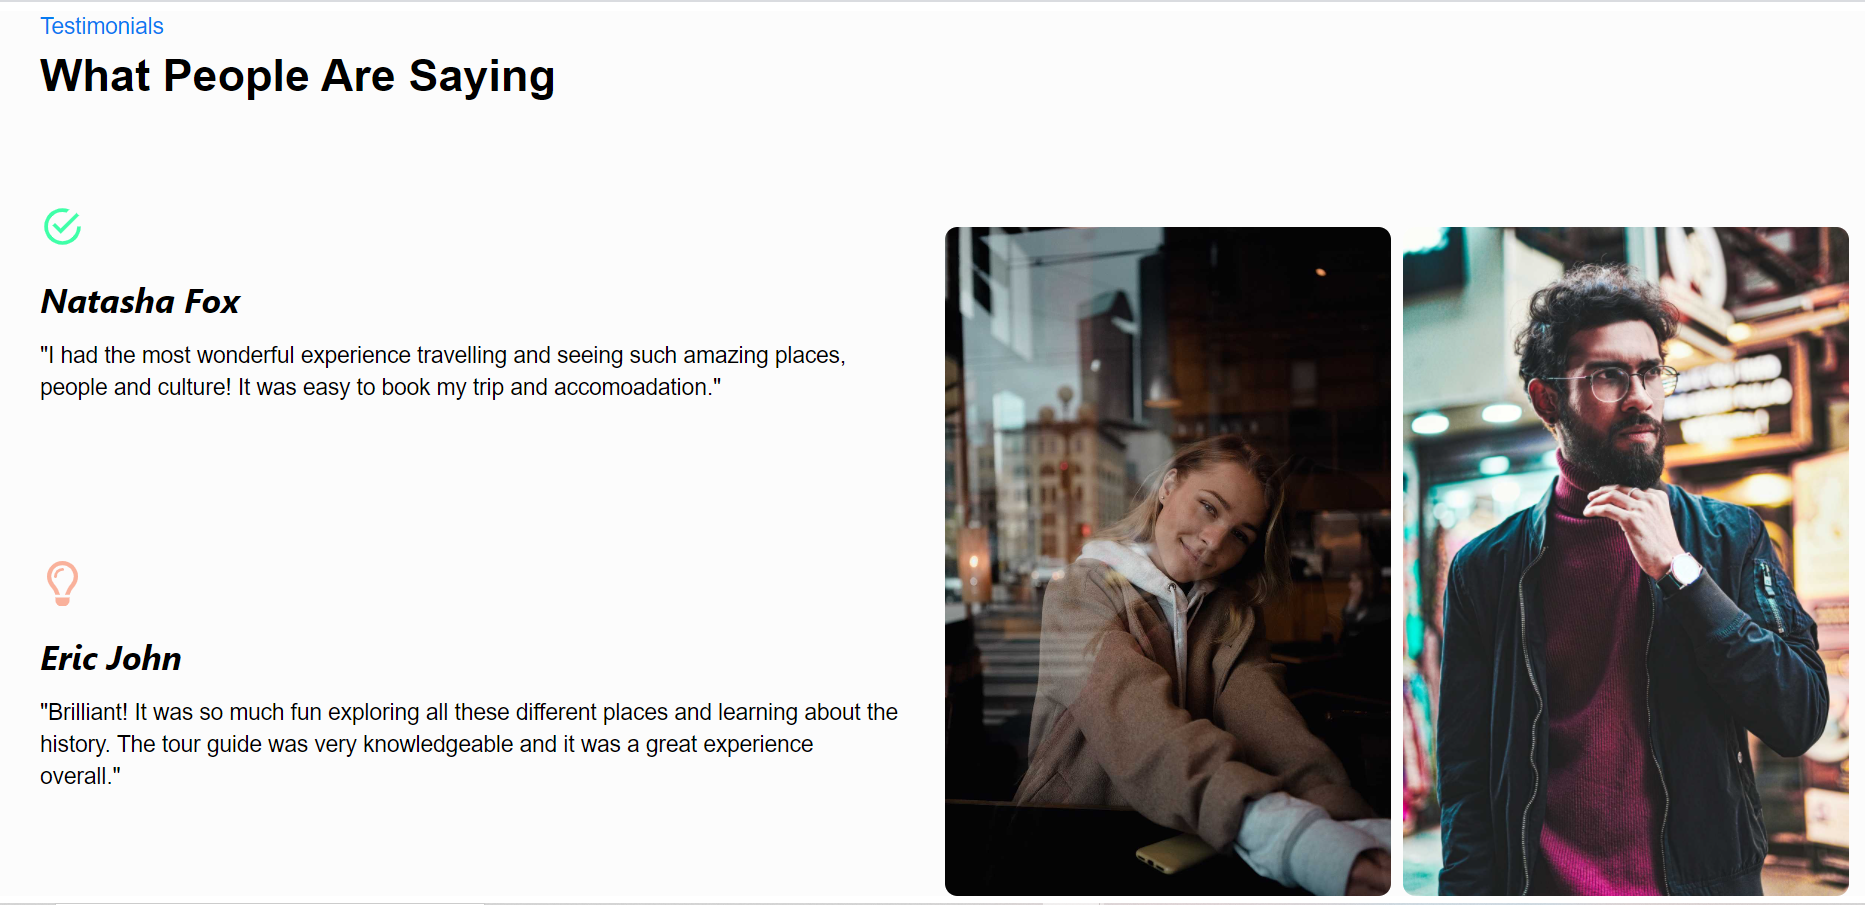 Testimonials
What People Are Saying
Natasha Fox
"I had the most wonderful experience travelling and seeing such amazing places,
people and culture! It was easy to book my trip and accomoadation."
Eric John
"Brilliant! It was so much fun exploring all these different places and learning about the
history. The tour guide was very knowledgeable and it was a great experience
overall."